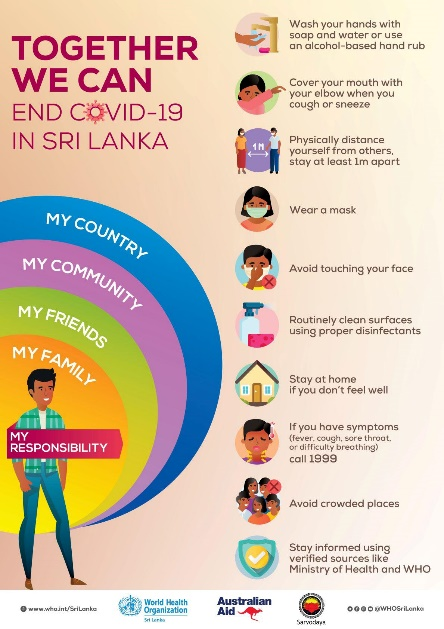 TOGETHER
WE CAN
END COVID-19
IN SRI LANKA
MY COUNTRY
MY COMMUNITY
MY FRIENDS
MY FAMILY
MY
RESPONSIBILITY
Wash your hands with
soap and water or use
an alcohol-based hand rub
Cover your mouth with
your elbow when you
cough or sneeze
1M
Physically distance
yourself from others,
stay at least 1m apart
Wear a mask
Avoid touching your face
Routinely clean surfaces
using proper disinfectants
Stay at home
if you don't feel well
If you have symptoms
(fever, cough, sore throat,
or difficulty breathing)
call 1999
Avoid crowded places
Stay informed using
verified sources like
Ministry of Health and WHO
www.who.int/SriLanka
World Health
Organization
Sri Lanka
Australian
Aid
Sarvodaya
@WHOSriLanka